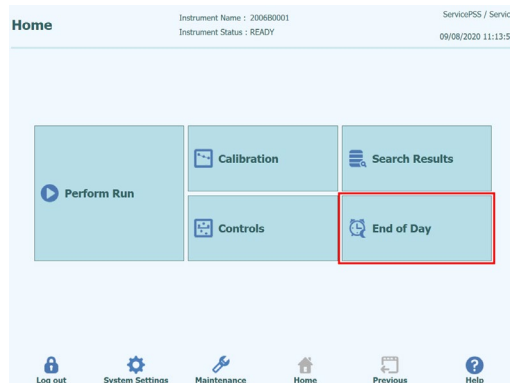 Home
Instrument Name : 2006B0001
Instrument Status : READY
ServicePSS / Servic
09/08/2020 11:13:5
Perform Run
Calibration
Search Results
Controls
End of Day
Log out
System Settings
Maintenance
Home
Previous
Help